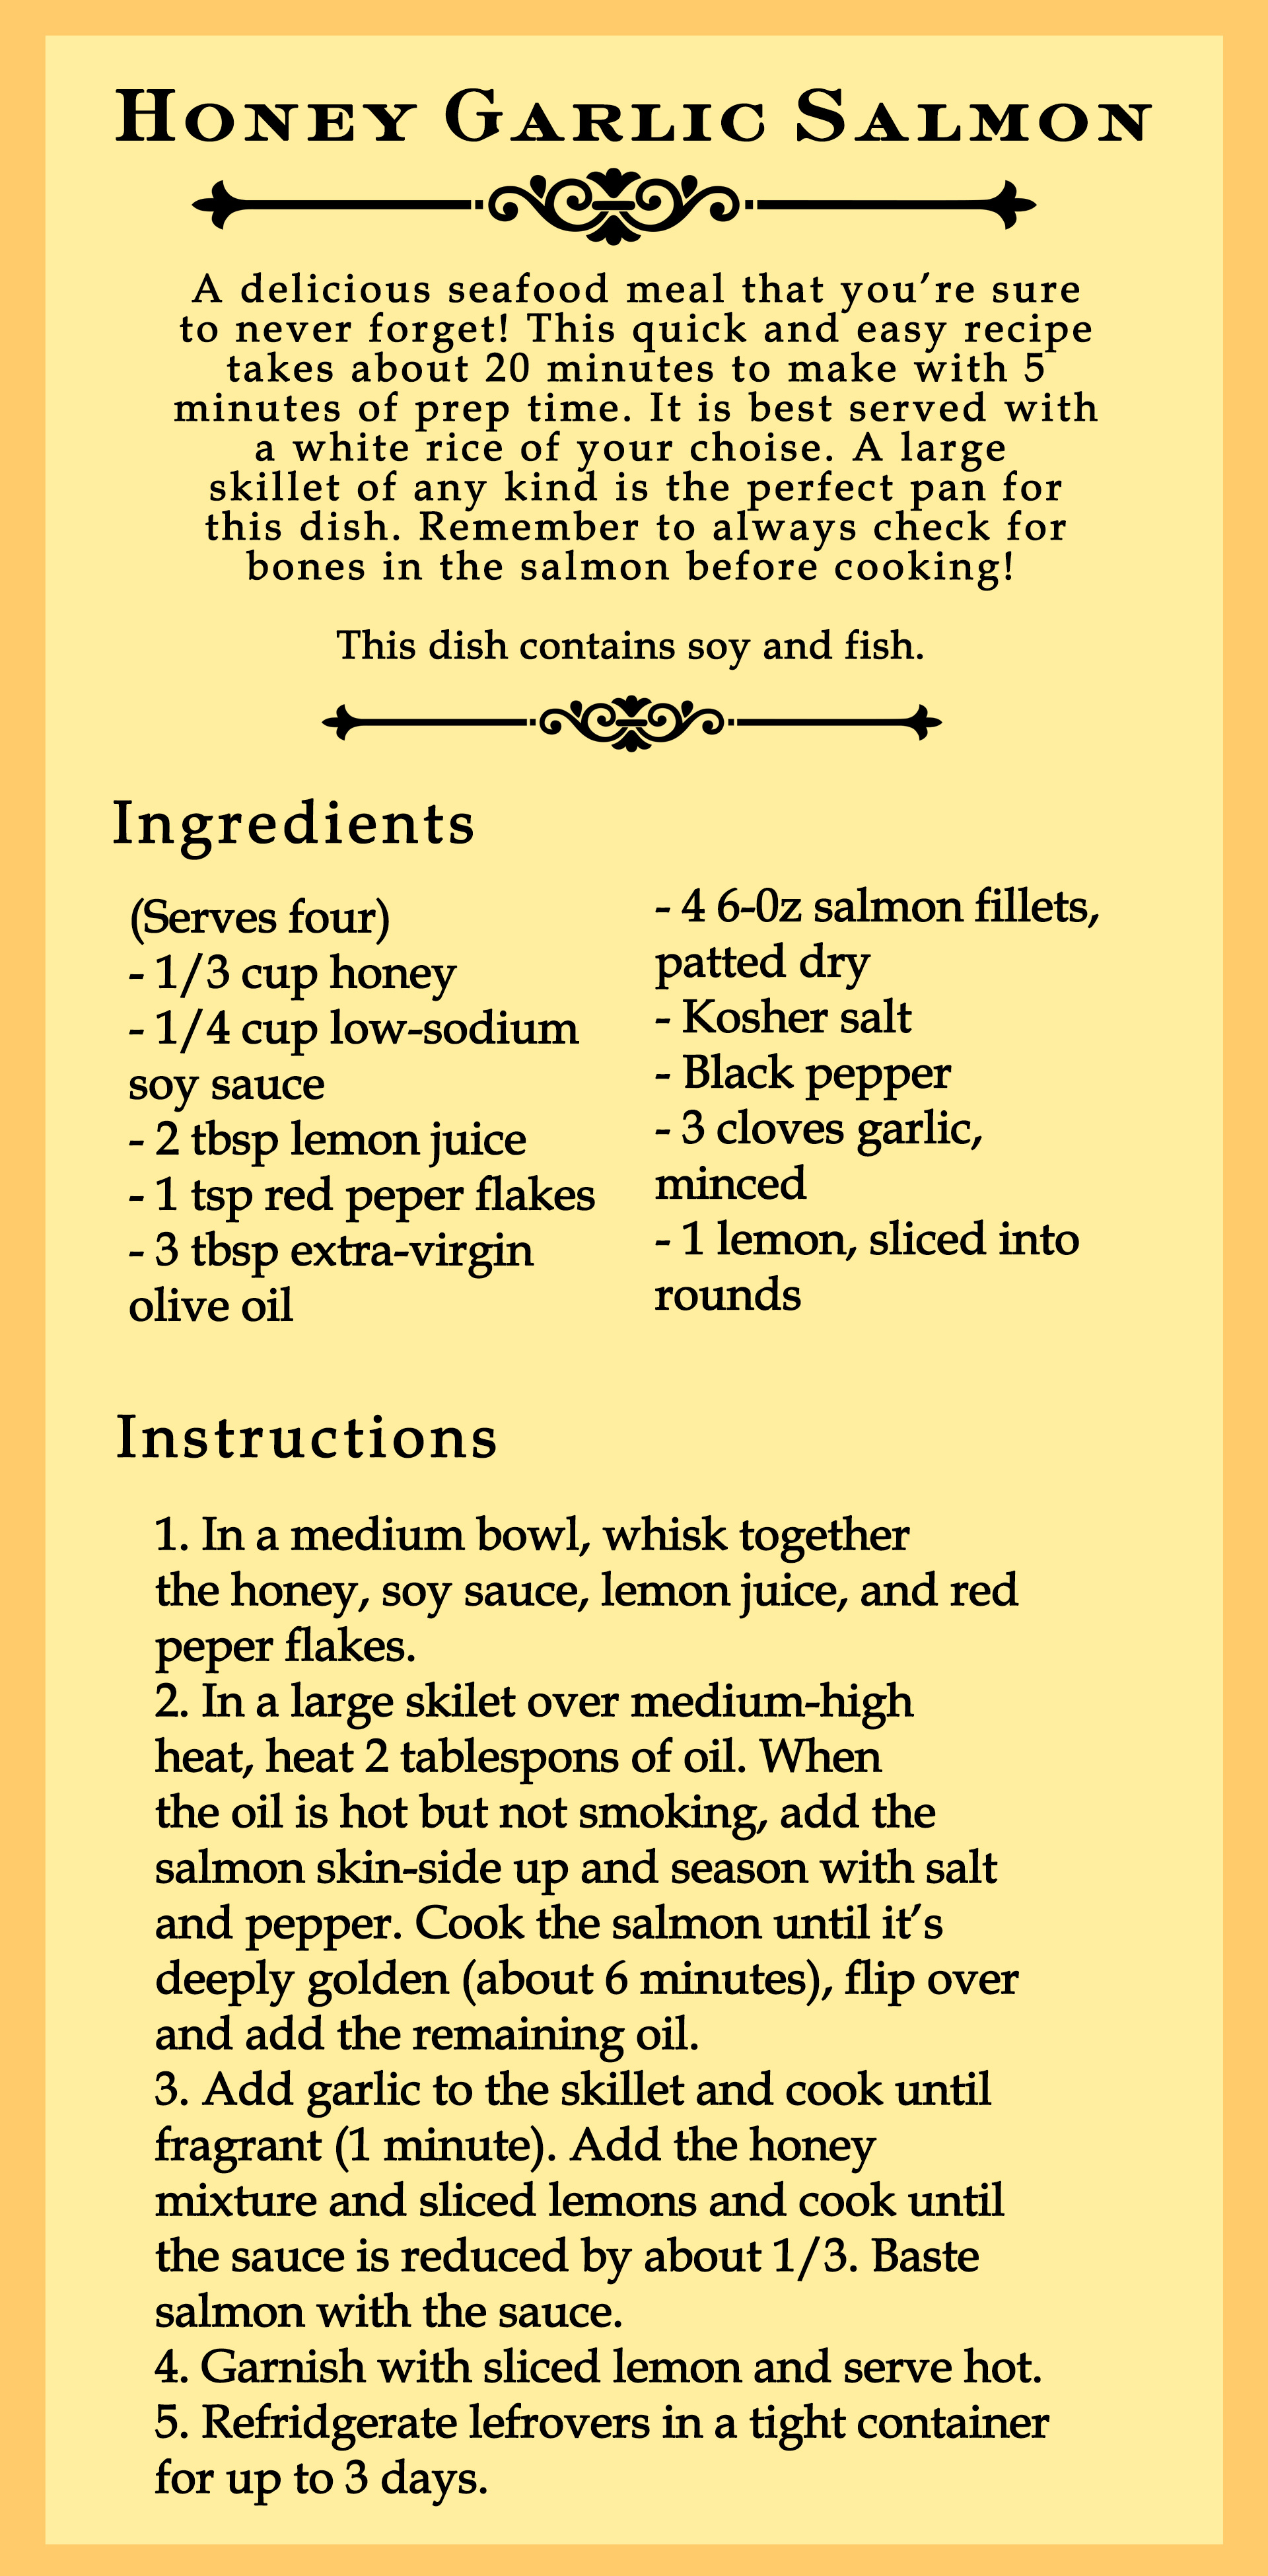 Honey Garlic Salmon
A delicious seafood meal that you’re sure
to never forget! This quick and easy recipe
takes about 20 minutes to make with 5
minutes of prep time. It is best served with
a white rice of your choise. A large
skillet of any kind is the perfect pan for
this dish. Remember to always check for
bones in the salmon before cooking!
This dish contains soy and fish.
Ingredients
(Serves four)
- 1/3 cup honey
- 1/4 cup low-sodium
soy sauce
- 2 tbsp lemon juice
- 1 tsp red peper flakes
- 3 tbsp extra-virgin
olive oil
- 4 6-0z salmon fillets,
patted dry
- Kosher salt
- Black pepper
- 3 cloves garlic,
minced
- 1 lemon, sliced into
rounds
Instructions
1. In a medium bowl, whisk together
the honey, soy sauce, lemon juice, and red
peper flakes.
2. In a large skilet over medium-high
heat, heat 2 tablespons of oil. When
the oil is hot but not smoking, add the
salmon skin-side up and season with salt
and pepper. Cook the salmon until it’s
deeply golden (about 6 minutes), flip over
and add the remaining oil.
3. Add garlic to the skillet and cook until
fragrant (1 minute). Add the honey
mixture and sliced lemons and cook until
the sauce is reduced by about 1/3. Baste
salmon with the sauce.
4. Garnish with sliced lemon and serve hot.
5. Refridgerate lefrovers in a tight container
for up to 3 days.